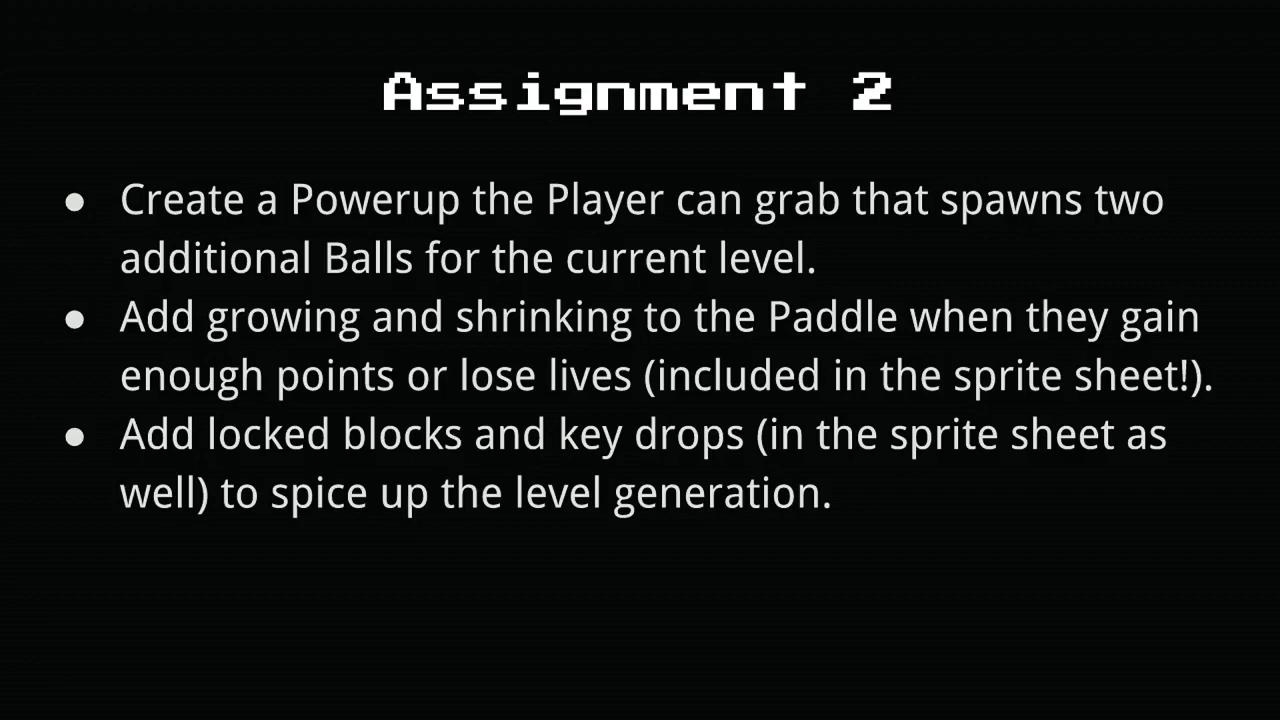 Assignment 2
● Create a Powerup the Player can grab that spawns two
additional Balls for the current level.
● Add growing and shrinking to the Paddle when they gain
enough points or lose lives (included in the sprite sheet!).
● Add locked blocks and key drops (in the sprite sheet as
well) to spice up the level generation.